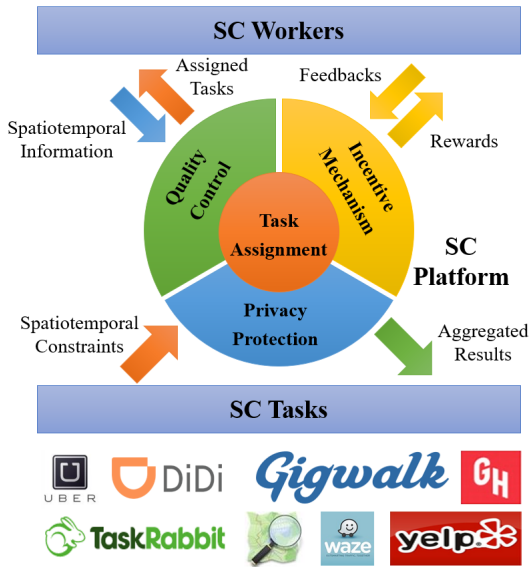 SC Workers
Assigned
Tasks
Feedbacks
Spatiotemporal
Information
Rewards
Quality
Control
Incentive
Mechanism
Task
Assignment
SC
Platform
Privacy
Protection
Spatiotemporal
Constraints
Aggregated
Results
SC Tasks
U
UBER
DiDi
Gigwalk
GH
TaskRabbit
waze
yelp